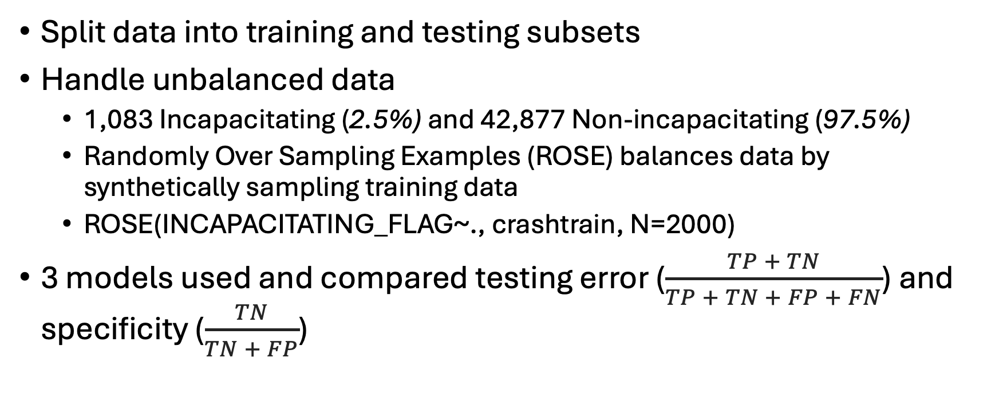 • Split data into training and testing subsets
• Handle unbalanced data
• 1,083 Incapacitating (2.5%) and 42,877 Non-incapacitating (97.5%)
• Randomly Over Sampling Examples (ROSE) balances data by
synthetically sampling training data
• ROSE(INCAPACITATING_FLAG~., crashtrain, N=2000)
• 3 models used and compared testing error (\frac{TP + TN}{TP + TN + FP + FN}) and
specificity (\frac{TN}{TN + FP})